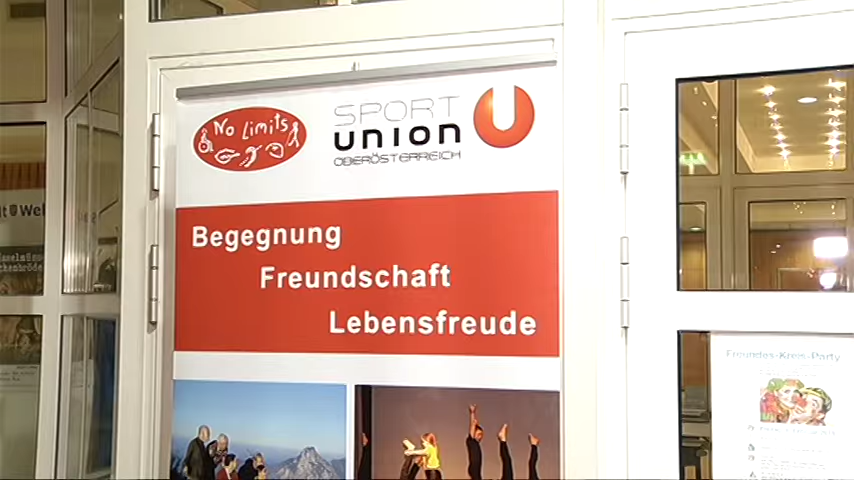 No Limits
SPORT
union
OBERÖSTERREICH
Begegnung
Freundschaft
Lebensfreude
Freundes-Kreis-Party